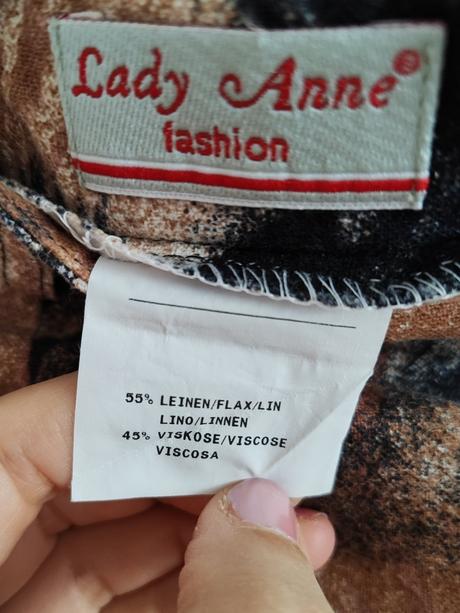 Lady Anne®
fashion
55% LEINEN/FLAX/LIN
LINO/LINNEN
45% VISKOSE/VISCOSE
VISCOSA